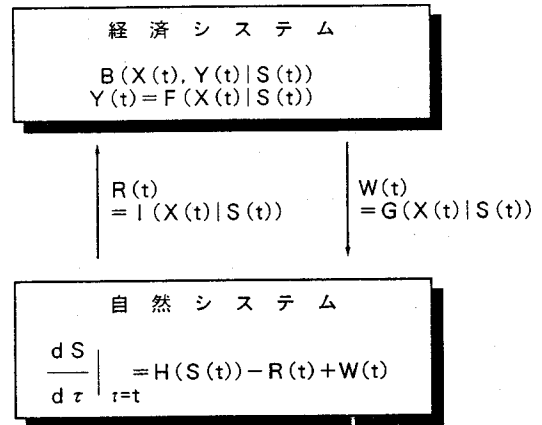 経済システム
B(X(t), Y(t)|S(t))
Y(t)=F(X(t)|S(t))
R(t)
=I(X(t)|S(t))
W(t)
=G(X(t)|S(t))
自然システム
dS/dτ|τ=t =H(S(t))-R(t)+W(t)